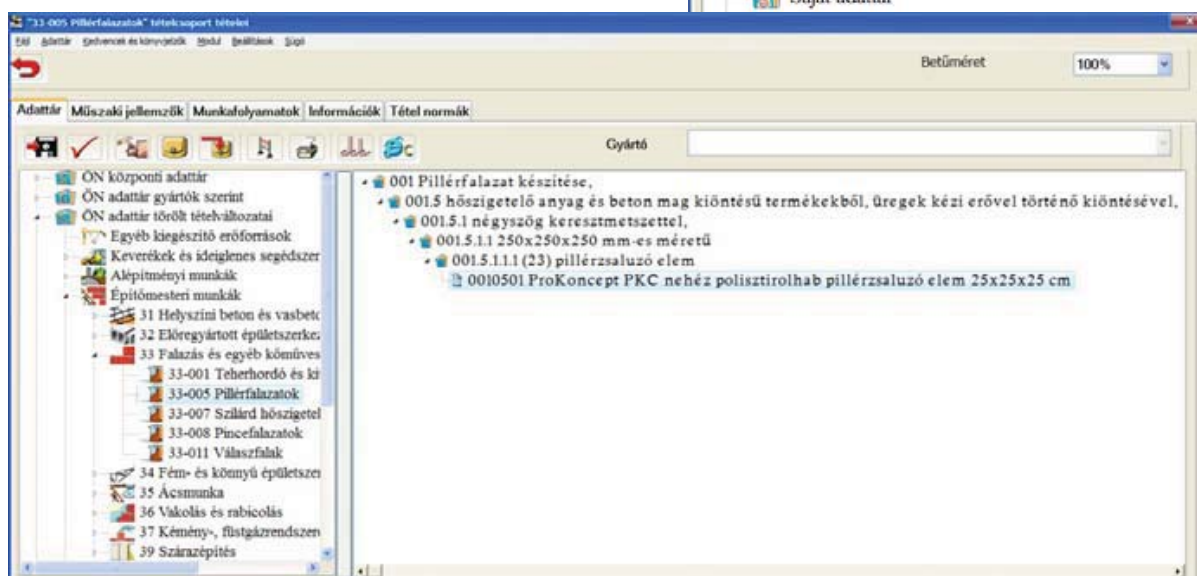 Saját adattár
"33-005 Pillérfalazatok" tételcsoport tételei
Fájl Adattár Kedvencek és könyvjelzők Modul Beállítások Súgó
Betűméret 100%
Adattár Műszaki jellemzők Munkafolyamatok Információk Tétel normák
Gyártó
ÖN központi adattár
ÖN adattár gyártók szerint
ÖN adattár törölt tételváltozatai
Egyéb kiegészítő erőforrások
Keverékek és ideiglenes segédszer
Alépítményi munkák
Építőmesteri munkák
31 Helyszíni beton és vasbeto
32 Előregyártott épületszerke
33 Falazás és egyéb kőműves
33-001 Teherhordó és ki
33-005 Pillérfalazatok
33-007 Szilárd hőszigetel
33-008 Pincefalazatok
33-011 Válaszfalak
34 Fém- és könnyű épületszer
35 Ácsmunka
36 Vakolás és rabicolás
37 Kémény-, füstgázrendszer
39 Szárazépítés
001 Pillérfalazat készítése,
001.5 hőszigetelő anyag és beton mag kiöntésű termékekből, üregek kézi erővel történő kiöntésével,
001.5.1 négyszög keresztmetszettel,
001.5.1.1 250x250x250 mm-es méretű
001.5.1.1.1 (23) pillérzsaluzó elem
0010501 ProKoncept PKC nehéz polisztirolhab pillérzsaluzó elem 25x25x25 cm